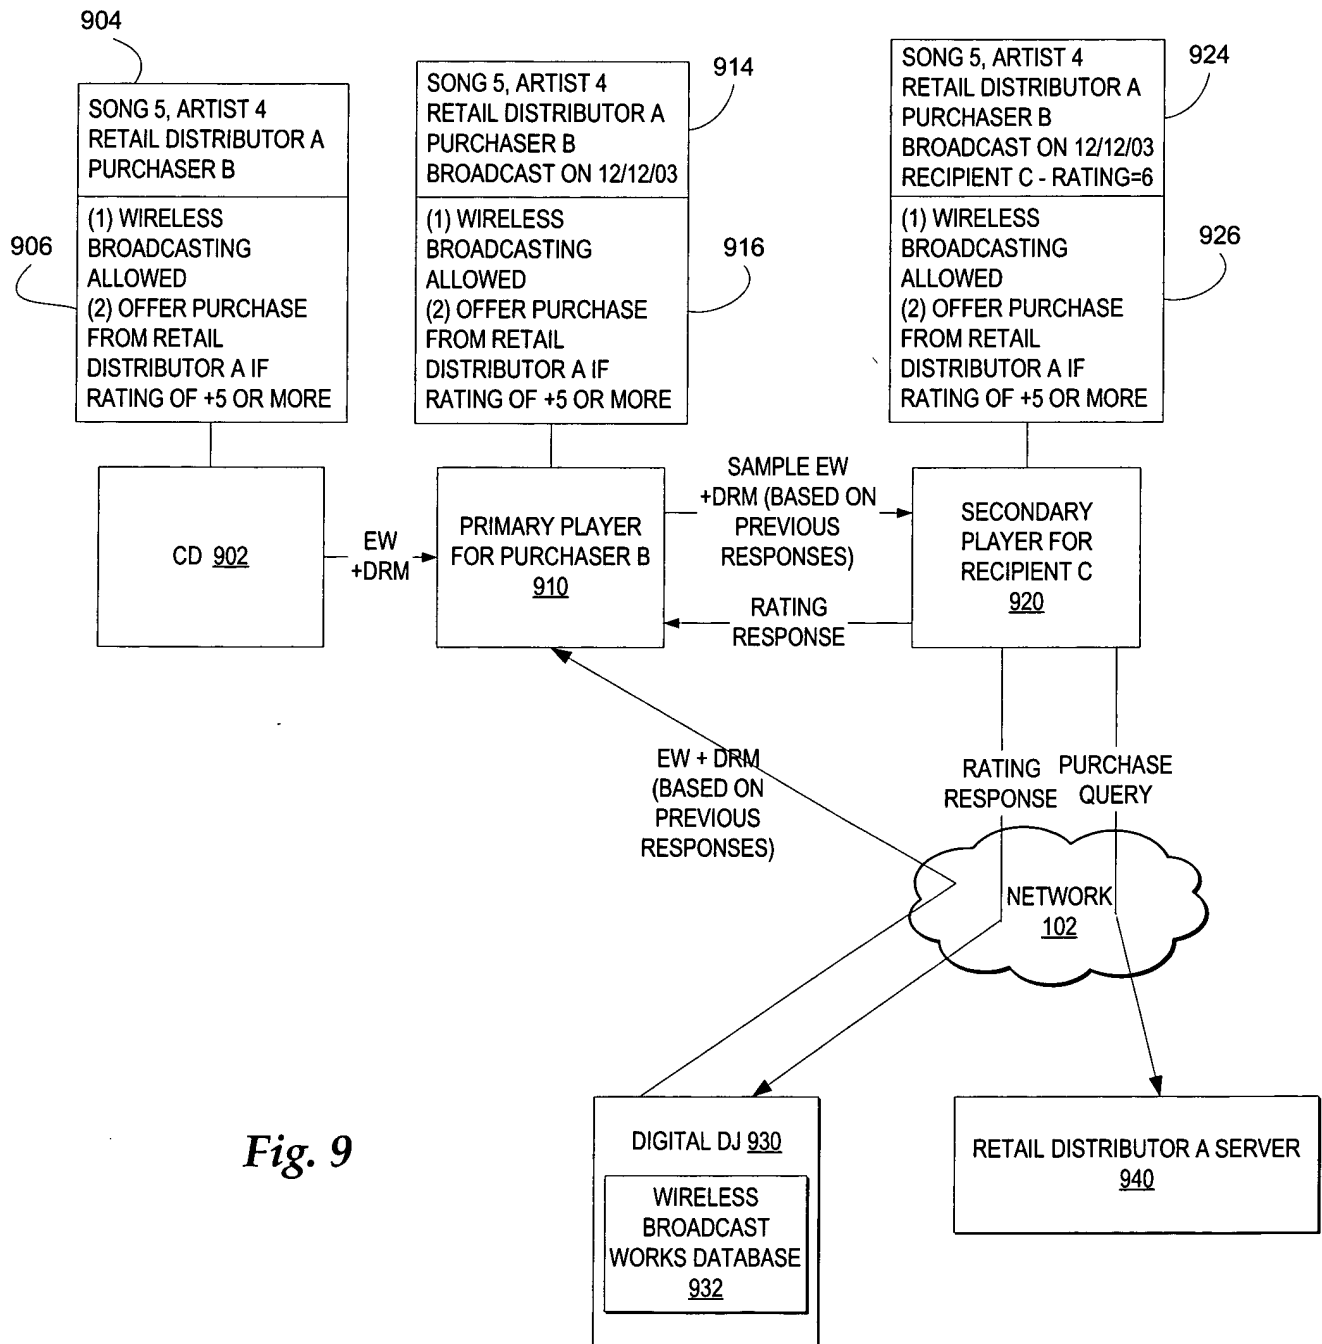 904
SONG 5, ARTIST 4
RETAIL DISTRIBUTOR A
PURCHASER B
906
(1) WIRELESS
BROADCASTING
ALLOWED
(2) OFFER PURCHASE
FROM RETAIL
DISTRIBUTOR A IF
RATING OF +5 OR MORE
914
SONG 5, ARTIST 4
RETAIL DISTRIBUTOR A
PURCHASER B
BROADCAST ON 12/12/03
916
(1) WIRELESS
BROADCASTING
ALLOWED
(2) OFFER PURCHASE
FROM RETAIL
DISTRIBUTOR A IF
RATING OF +5 OR MORE
924
SONG 5, ARTIST 4
RETAIL DISTRIBUTOR A
PURCHASER B
BROADCAST ON 12/12/03
RECIPIENT C - RATING=6
926
(1) WIRELESS
BROADCASTING
ALLOWED
(2) OFFER PURCHASE
FROM RETAIL
DISTRIBUTOR A IF
RATING OF +5 OR MORE
CD 902
EW
+DRM
PRIMARY PLAYER
FOR PURCHASER B
910
SAMPLE EW
+DRM (BASED ON
PREVIOUS
RESPONSES)
RATING
RESPONSE
SECONDARY
PLAYER FOR
RECIPIENT C
920
EW + DRM
(BASED ON
PREVIOUS
RESPONSES)
RATING
RESPONSE
PURCHASE
QUERY
NETWORK
102
DIGITAL DJ 930
WIRELESS
BROADCAST
WORKS DATABASE
932
RETAIL DISTRIBUTOR A SERVER
940
Fig. 9